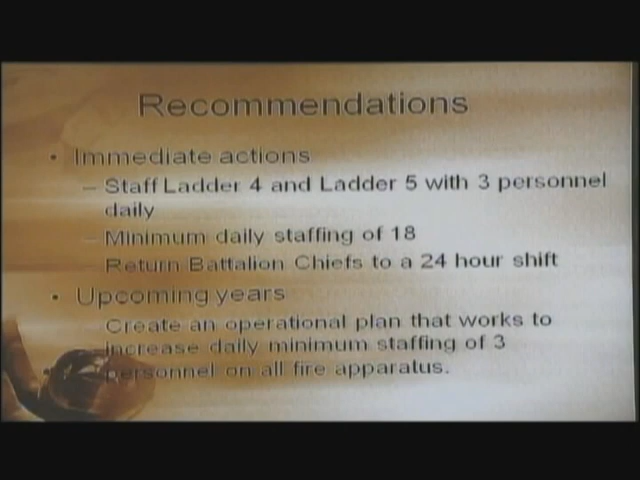 Recommendations
• Immediate actions
– Staff Ladder 4 and Ladder 5 with 3 personnel
daily
– Minimum daily staffing of 18
Return Battalion Chiefs to a 24 hour shift
• Upcoming years
Create an operational plan that works to
increase daily minimum staffing of 3
personnel on all fire apparatus.